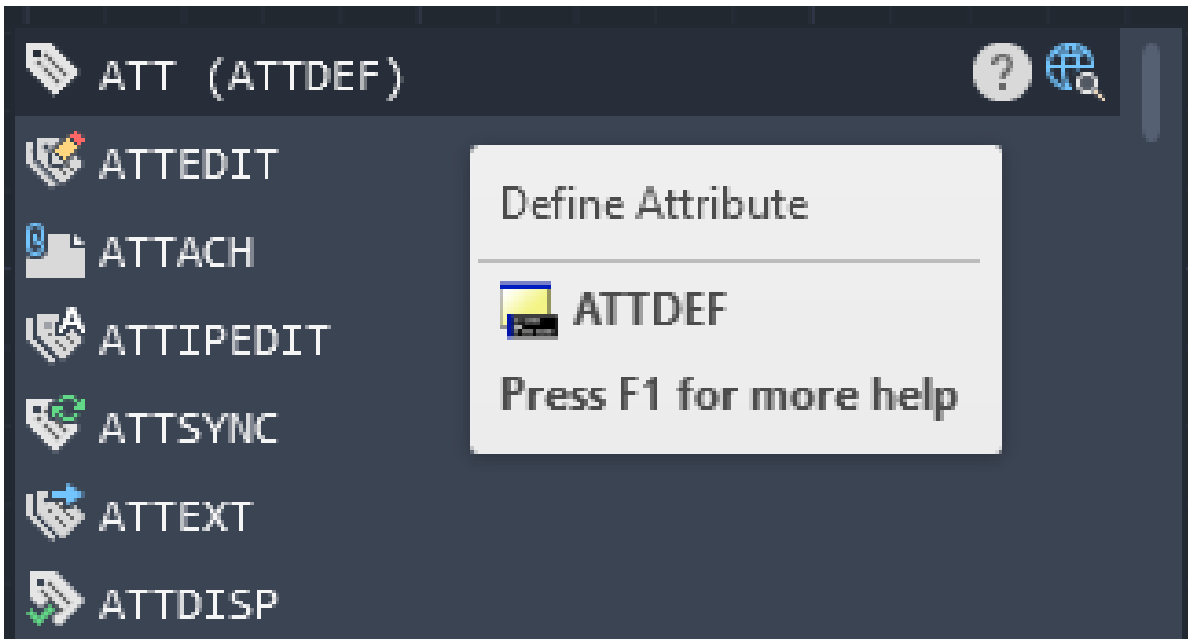 ATT (ATTDEF)
ATTEDIT
ATTACH
ATTIPEDIT
ATTSYNC
ATTEXT
ATTDISP
Define Attribute
ATTDEF
Press F1 for more help